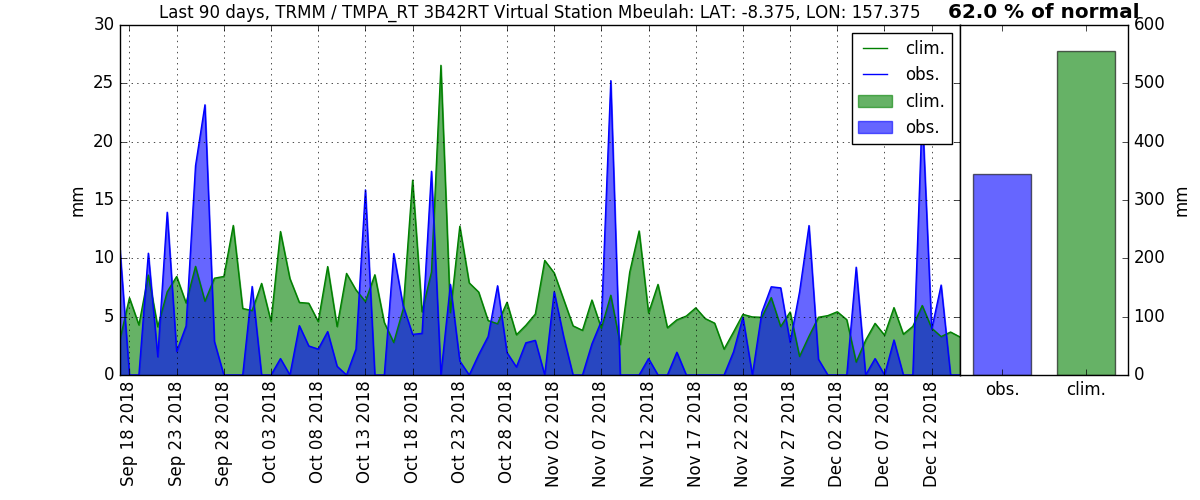 Last 90 days, TRMM / TMPA_RT 3B42RT Virtual Station Mbeulah: LAT: -8.375, LON: 157.375
62.0 % of normal
30
25
20
15
10
5
0
mm
clim.
obs.
clim.
obs.
600
500
400
300
200
100
0
mm
obs.
clim.
Sep 18 2018
Sep 23 2018
Sep 28 2018
Oct 03 2018
Oct 08 2018
Oct 13 2018
Oct 18 2018
Oct 23 2018
Oct 28 2018
Nov 02 2018
Nov 07 2018
Nov 12 2018
Nov 17 2018
Nov 22 2018
Nov 27 2018
Dec 02 2018
Dec 07 2018
Dec 12 2018